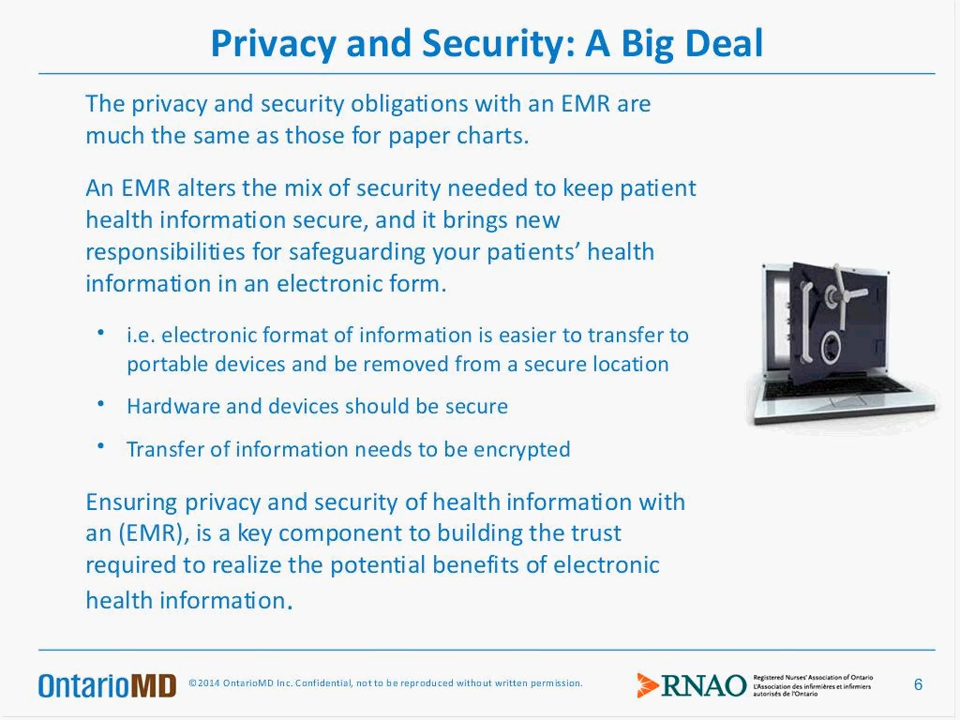 Privacy and Security: A Big Deal
The privacy and security obligations with an EMR are
much the same as those for paper charts.
An EMR alters the mix of security needed to keep patient
health information secure, and it brings new
responsibilities for safeguarding your patients’ health
information in an electronic form.
• i.e. electronic format of information is easier to transfer to
portable devices and be removed from a secure location
• Hardware and devices should be secure
• Transfer of information needs to be encrypted
Ensuring privacy and security of health information with
an (EMR), is a key component to building the trust
required to realize the potential benefits of electronic
health information.
OntarioMD
©2014 OntarioMD Inc. Confidential, not to be reproduced without written permission.
RNAO
Registered Nurses' Association of Ontario
L'Association des infirmières et infirmiers
autorisés de l'Ontario
6